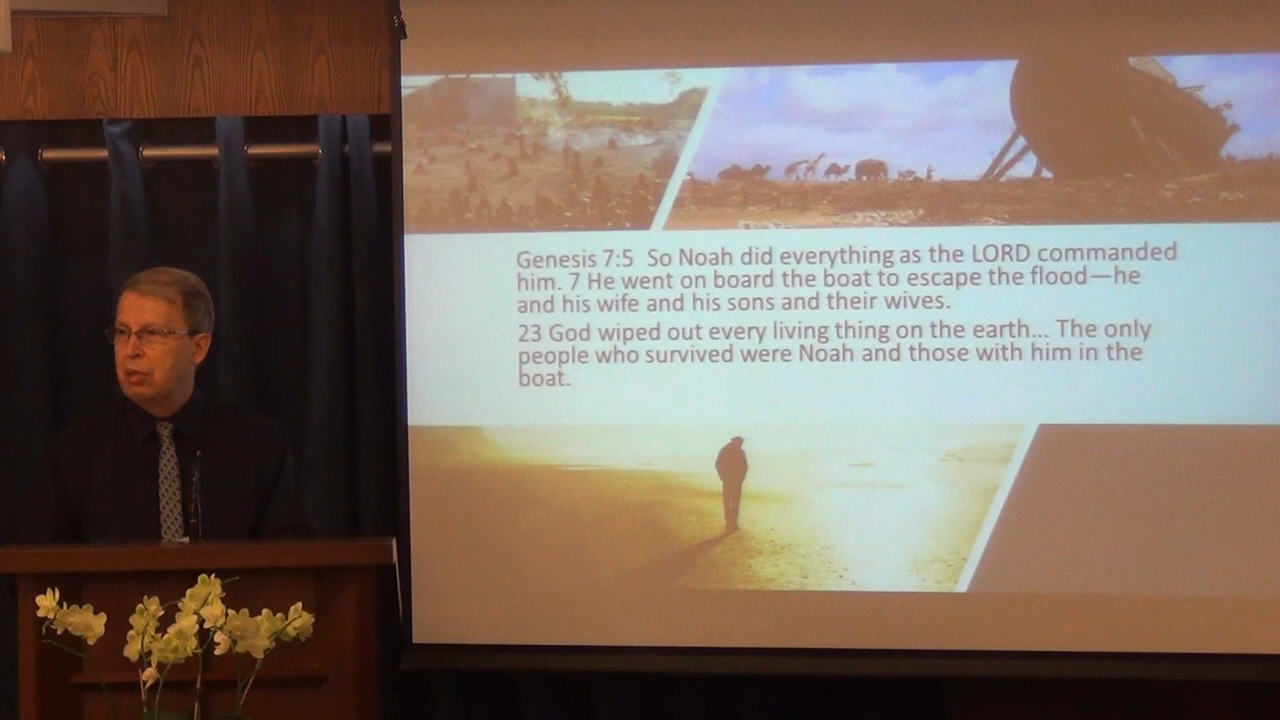 Genesis 7:5 So Noah did everything as the LORD commanded
him. 7 He went on board the boat to escape the flood—he
and his wife and his sons and their wives.
23 God wiped out every living thing on the earth... The only
people who survived were Noah and those with him in the
boat.